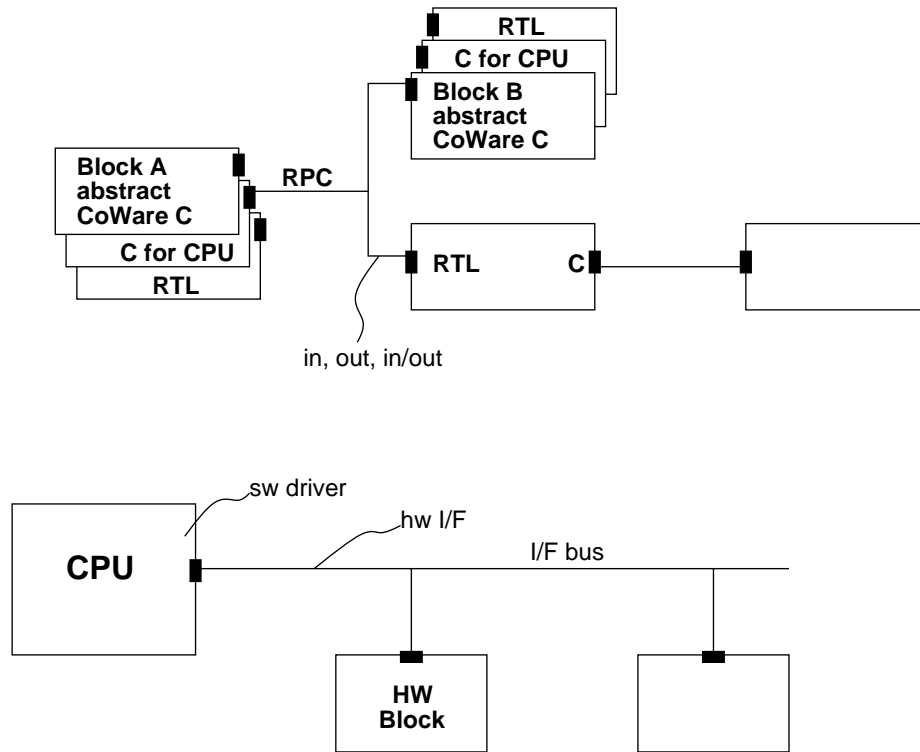 RTL
C for CPU
Block B
abstract
CoWare C
Block A
abstract
CoWare C
C for CPU
RTL
RPC
RTL C
in, out, in/out
sw driver
hw I/F
I/F bus
CPU
HW
Block